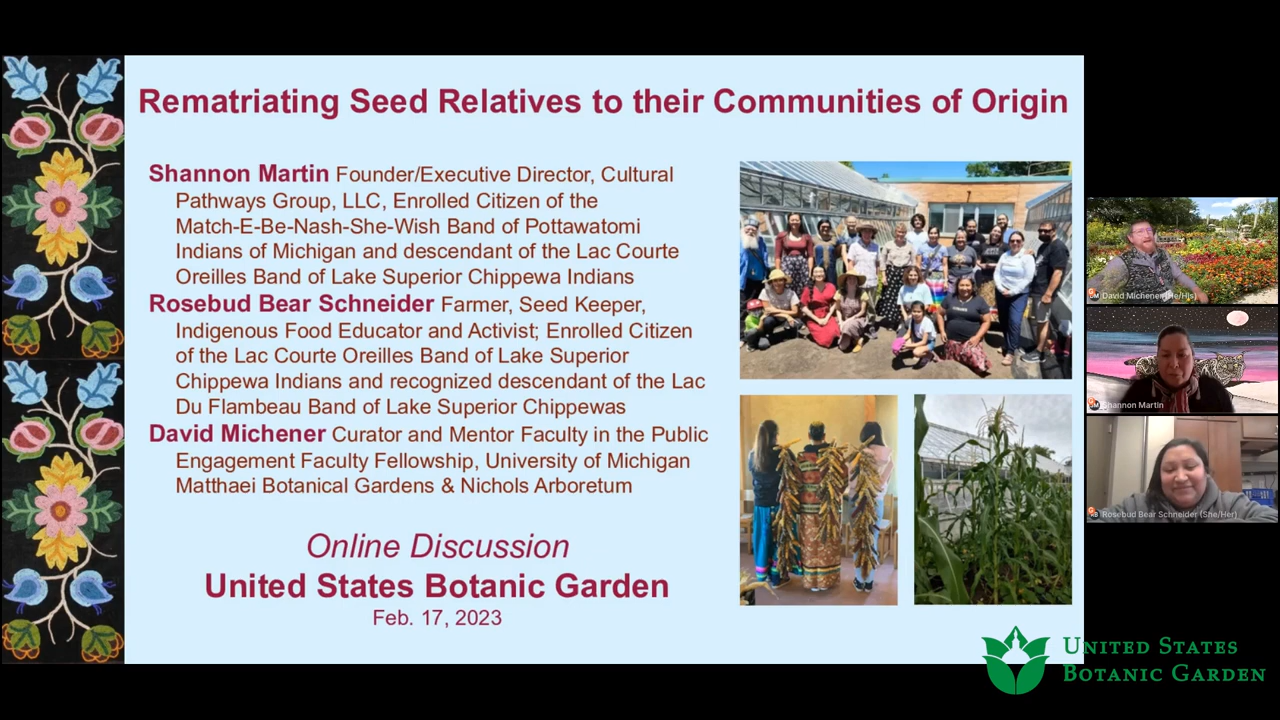 Rematriating Seed Relatives to their Communities of Origin
Shannon Martin Founder/Executive Director, Cultural
Pathways Group, LLC, Enrolled Citizen of the
Match-E-Be-Nash-She-Wish Band of Pottawatomi
Indians of Michigan and descendant of the Lac Courte
Oreilles Band of Lake Superior Chippewa Indians
Rosebud Bear Schneider Farmer, Seed Keeper,
Indigenous Food Educator and Activist; Enrolled Citizen
of the Lac Courte Oreilles Band of Lake Superior
Chippewa Indians and recognized descendant of the Lac
Du Flambeau Band of Lake Superior Chippewas
David Michener Curator and Mentor Faculty in the Public
Engagement Faculty Fellowship, University of Michigan
Matthaei Botanical Gardens & Nichols Arboretum
Online Discussion
United States Botanic Garden
Feb. 17, 2023
David Michener (He/His)
Shannon Martin
Rosebud Bear Schneider (She/Her)
UNITED STATES
BOTANIC GARDEN